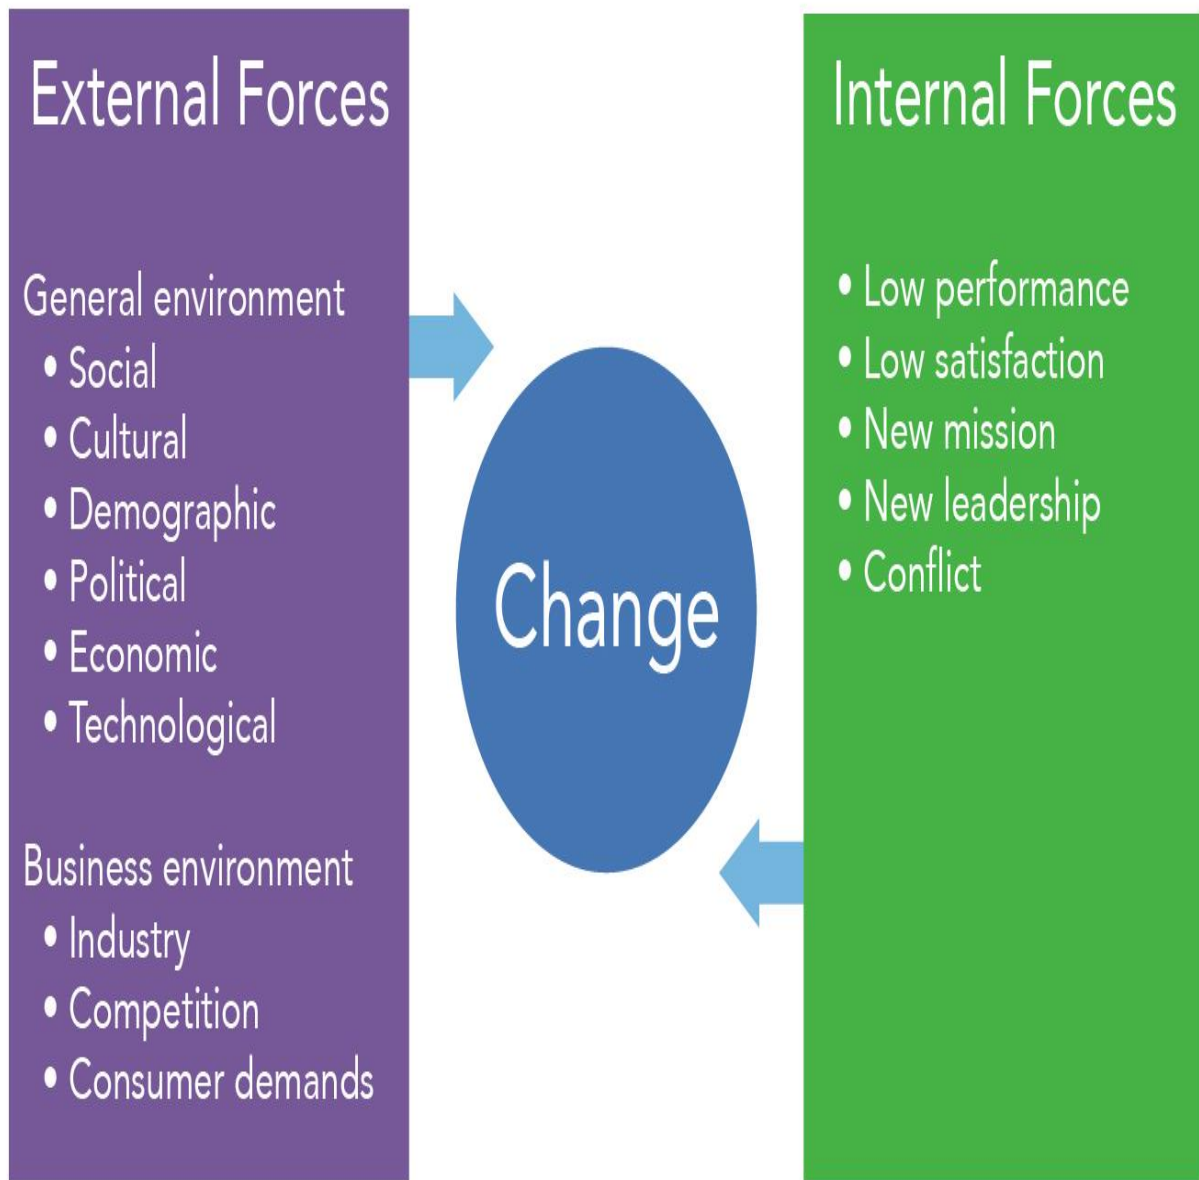 External Forces
General environment
• Social
• Cultural
• Demographic
• Political
• Economic
• Technological
Business environment
• Industry
• Competition
• Consumer demands
Change
Internal Forces
• Low performance
• Low satisfaction
• New mission
• New leadership
• Conflict